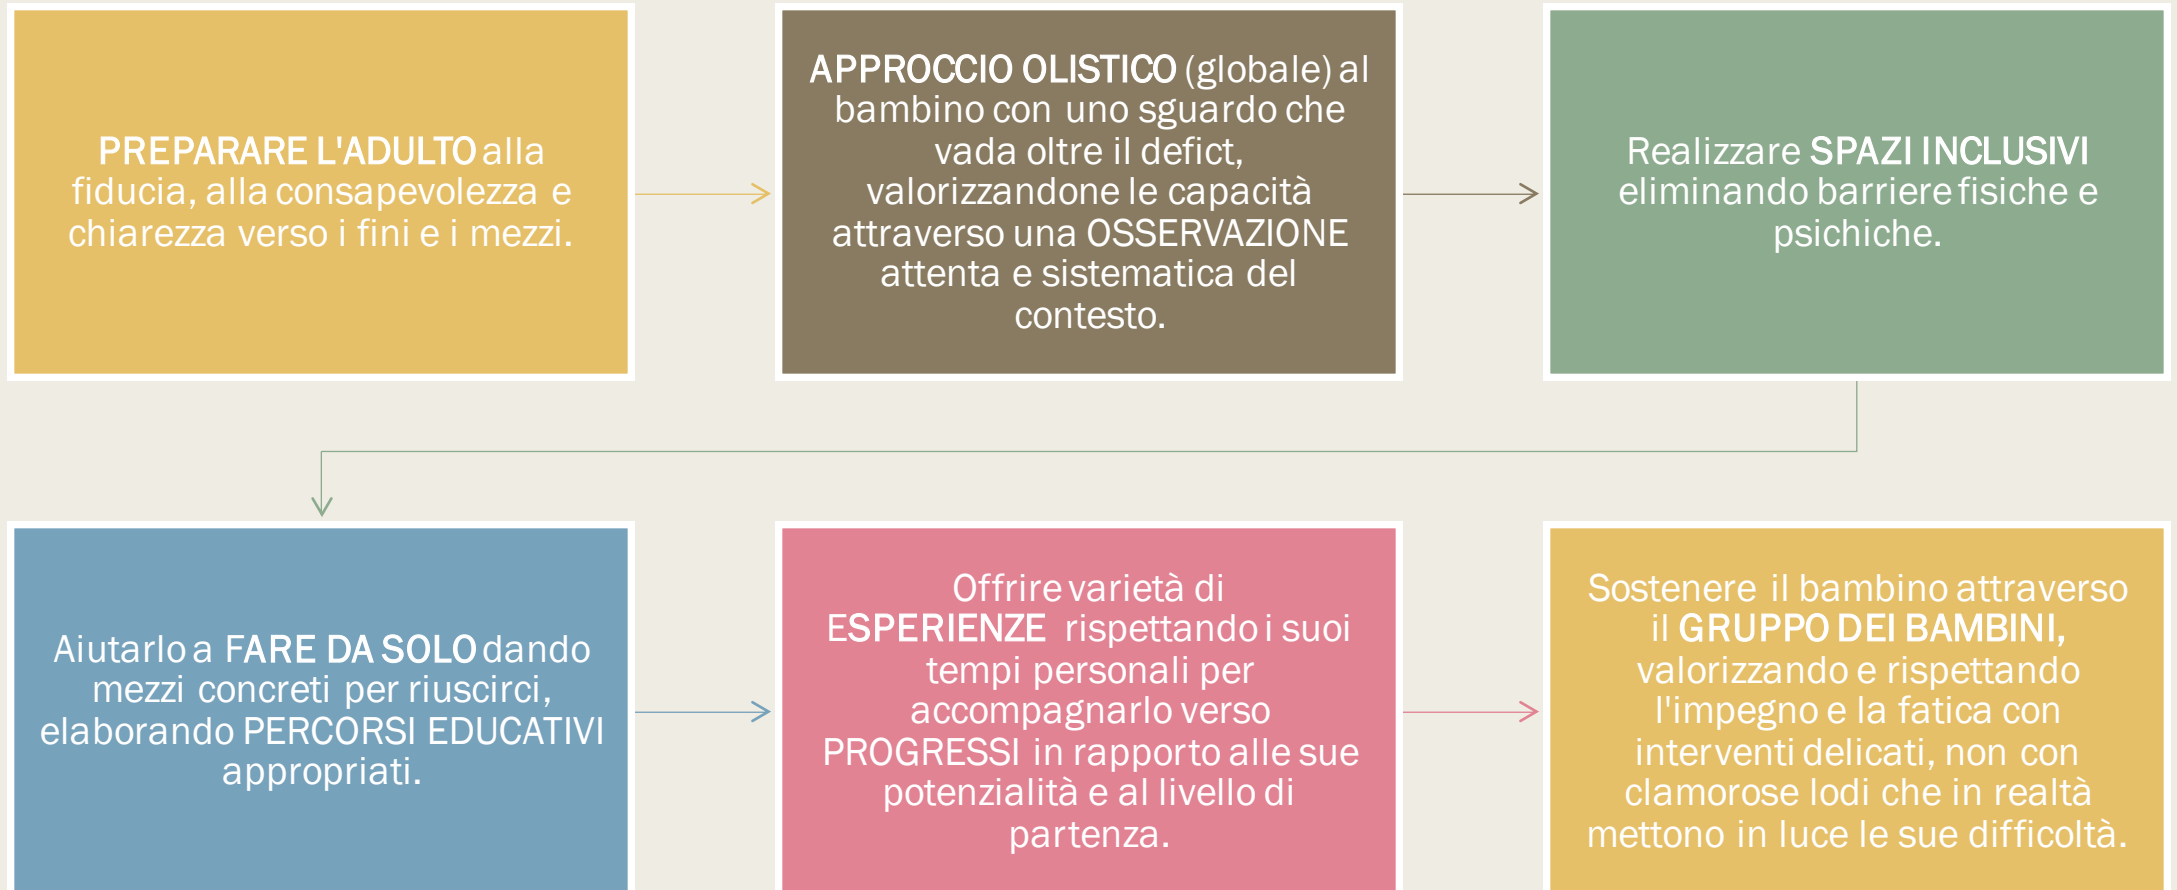 PREPARARE L'ADULTO alla
fiducia, alla consapevolezza e
chiarezza verso i fini e i mezzi.
APPROCCIO OLISTICO (globale) al
bambino con uno sguardo che
vada oltre il defict,
valorizzandone le capacità
attraverso una OSSERVAZIONE
attenta e sistematica del
contesto.
Realizzare SPAZI INCLUSIVI
eliminando barriere fisiche e
psichiche.
Aiutarlo a FARE DA SOLO dando
mezzi concreti per riuscirci,
elaborando PERCORSI EDUCATIVI
appropriati.
Offrire varietà di
ESPERIENZE rispettando i suoi
tempi personali per
accompagnarlo verso
PROGRESSI in rapporto alle sue
potenzialità e al livello di
partenza.
Sostenere il bambino attraverso
il GRUPPO DEI BAMBINI,
valorizzando e rispettando
l'impegno e la fatica con
interventi delicati, non con
clamorose lodi che in realtà
mettono in luce le sue difficoltà.